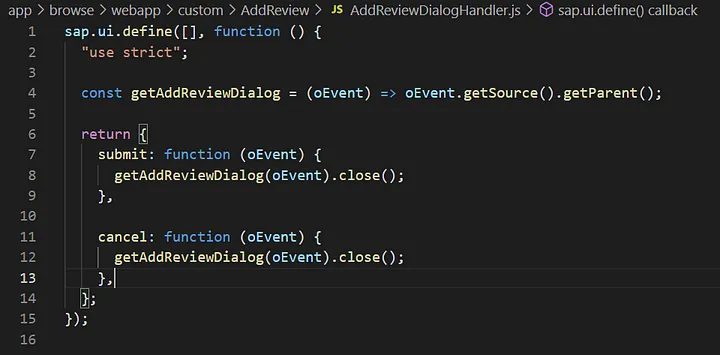 app > browse > webapp > custom > AddReview > JS AddReviewDialogHandler.js > sap.ui.define() callback
1 sap.ui.define([], function () {
2 "use strict";
3
4 const getAddReviewDialog = (oEvent) => oEvent.getSource().getParent();
5
6 return {
7 submit: function (oEvent) {
8 getAddReviewDialog(oEvent).close();
9 },
10
11 cancel: function (oEvent) {
12 getAddReviewDialog(oEvent).close();
13 },
14 };
15 });
16